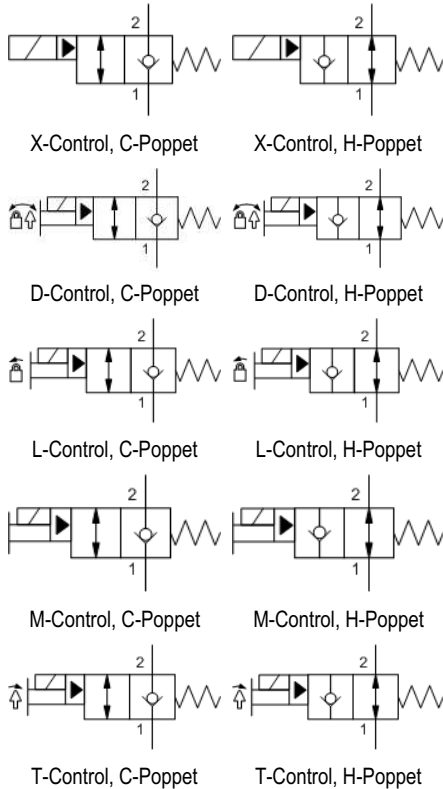 2 2
1 1
X-Control, C-Poppet X-Control, H-Poppet
2 2
1 1
D-Control, C-Poppet D-Control, H-Poppet
2 2
1 1
L-Control, C-Poppet L-Control, H-Poppet
2 2
1 1
M-Control, C-Poppet M-Control, H-Poppet
2 2
1 1
T-Control, C-Poppet T-Control, H-Poppet